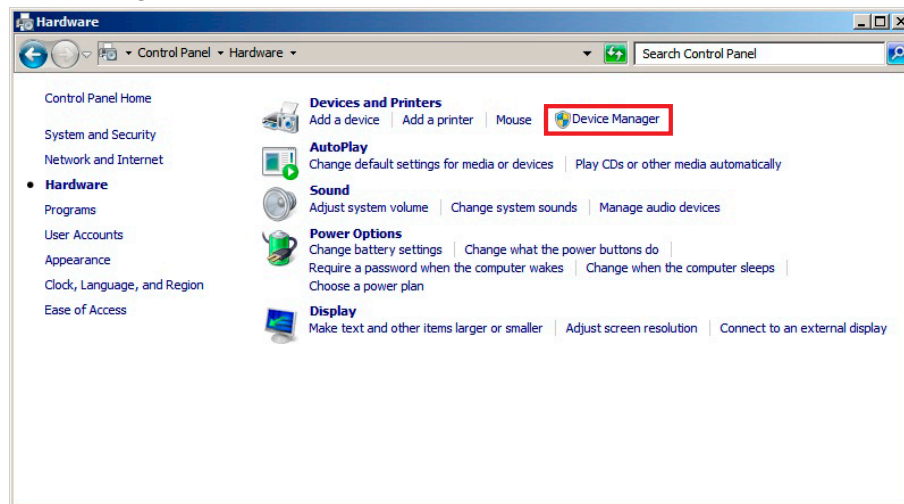 Hardware
Control Panel Hardware
Search Control Panel
Control Panel Home
System and Security
Network and Internet
Hardware
Programs
User Accounts
Appearance
Clock, Language, and Region
Ease of Access
Devices and Printers
Add a device Add a printer Mouse Device Manager
AutoPlay
Change default settings for media or devices Play CDs or other media automatically
Sound
Adjust system volume Change system sounds Manage audio devices
Power Options
Change battery settings Change what the power buttons do
Require a password when the computer wakes Change when the computer sleeps
Choose a power plan
Display
Make text and other items larger or smaller Adjust screen resolution Connect to an external display